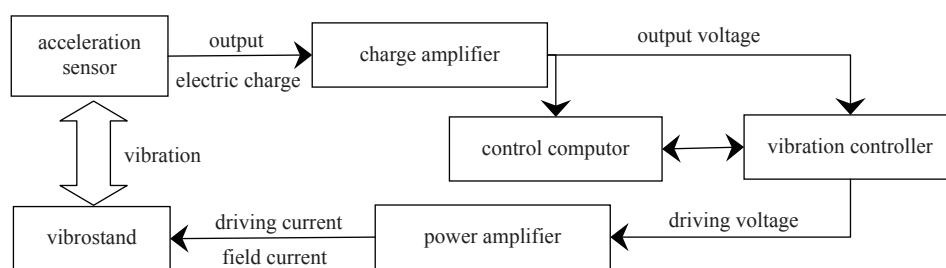 acceleration
sensor
output
electric charge
charge amplifier
output voltage
control computor
vibration controller
vibration
vibrostand
driving current
field current
power amplifier
driving voltage